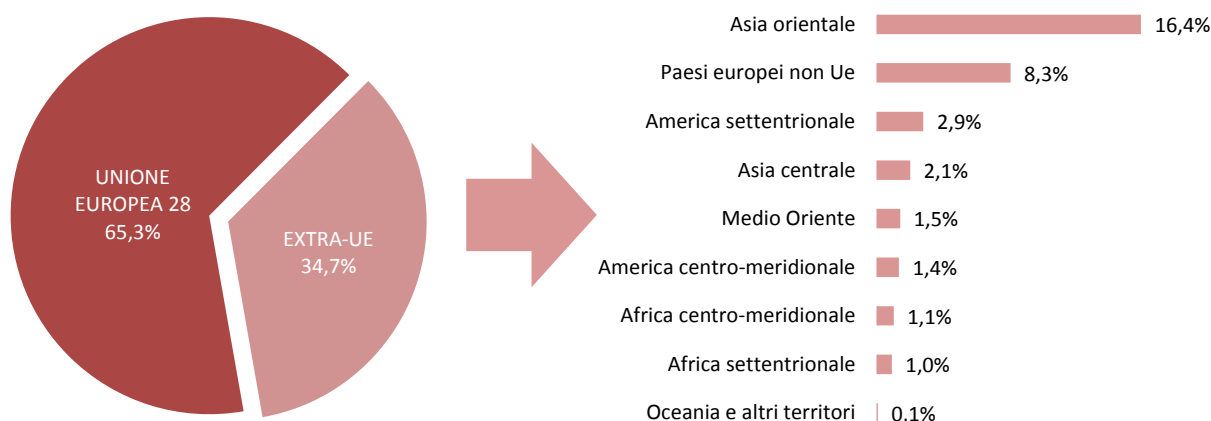 UNIONE
EUROPEA 28
65,3%
EXTRA-UE
34,7%
Asia orientale 16,4%
Paesi europei non Ue 8,3%
America settentrionale 2,9%
Asia centrale 2,1%
Medio Oriente 1,5%
America centro-meridionale 1,4%
Africa centro-meridionale 1,1%
Africa settentrionale 1,0%
Oceania e altri territori 0,1%